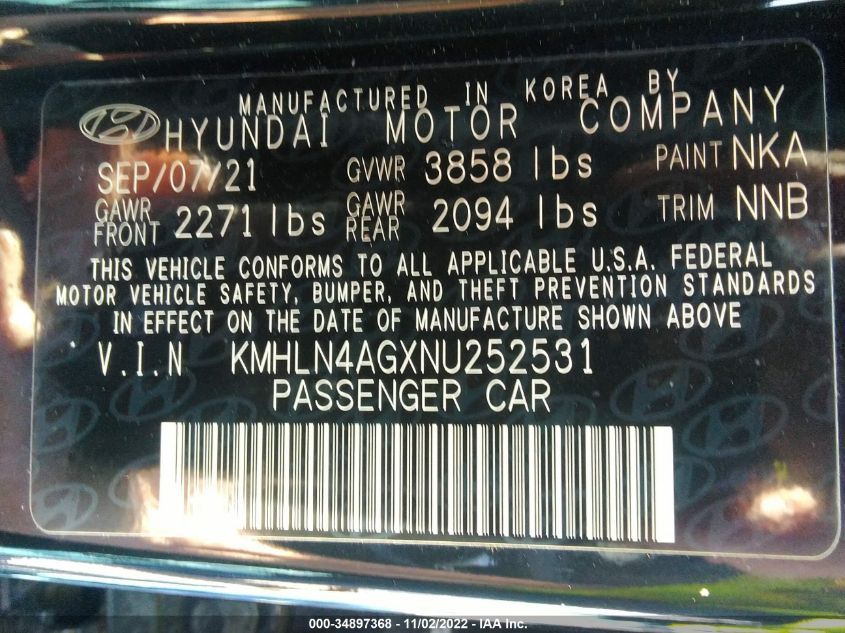 MANUFACTURED IN KOREA BY
HYUNDAI MOTOR COMPANY
SEP/07/21 GVWR 3858 lbs PAINT NKA
GAWR FRONT 2271 lbs GAWR REAR 2094 lbs TRIM NNB
THIS VEHICLE CONFORMS TO ALL APPLICABLE U.S.A. FEDERAL
MOTOR VEHICLE SAFETY, BUMPER, AND THEFT PREVENTION STANDARDS
IN EFFECT ON THE DATE OF MANUFACTURE SHOWN ABOVE
V.I.N KMHLN4AGXNU252531
PASSENGER CAR
000-34897368 - 11/02/2022 - IAA Inc.